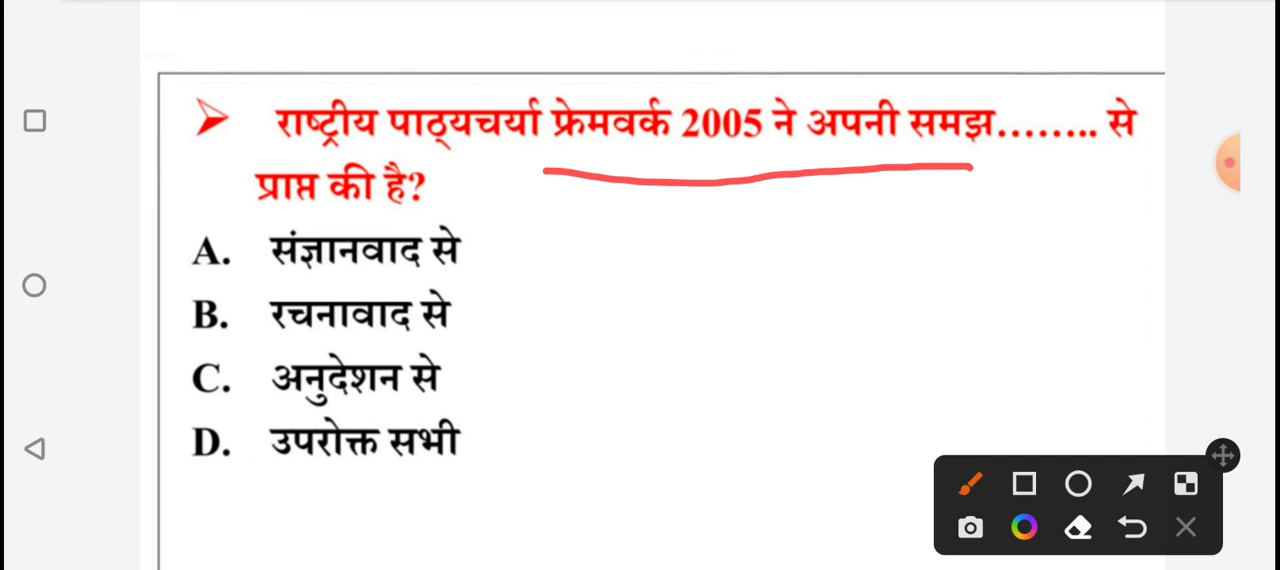 ➢ राष्ट्रीय पाठ्यचर्या फ्रेमवर्क 2005 ने अपनी समझ........ से
प्राप्त की है?
A. संज्ञानवाद से
B. रचनावाद से
C. अनुदेशन से
D. उपरोक्त सभी